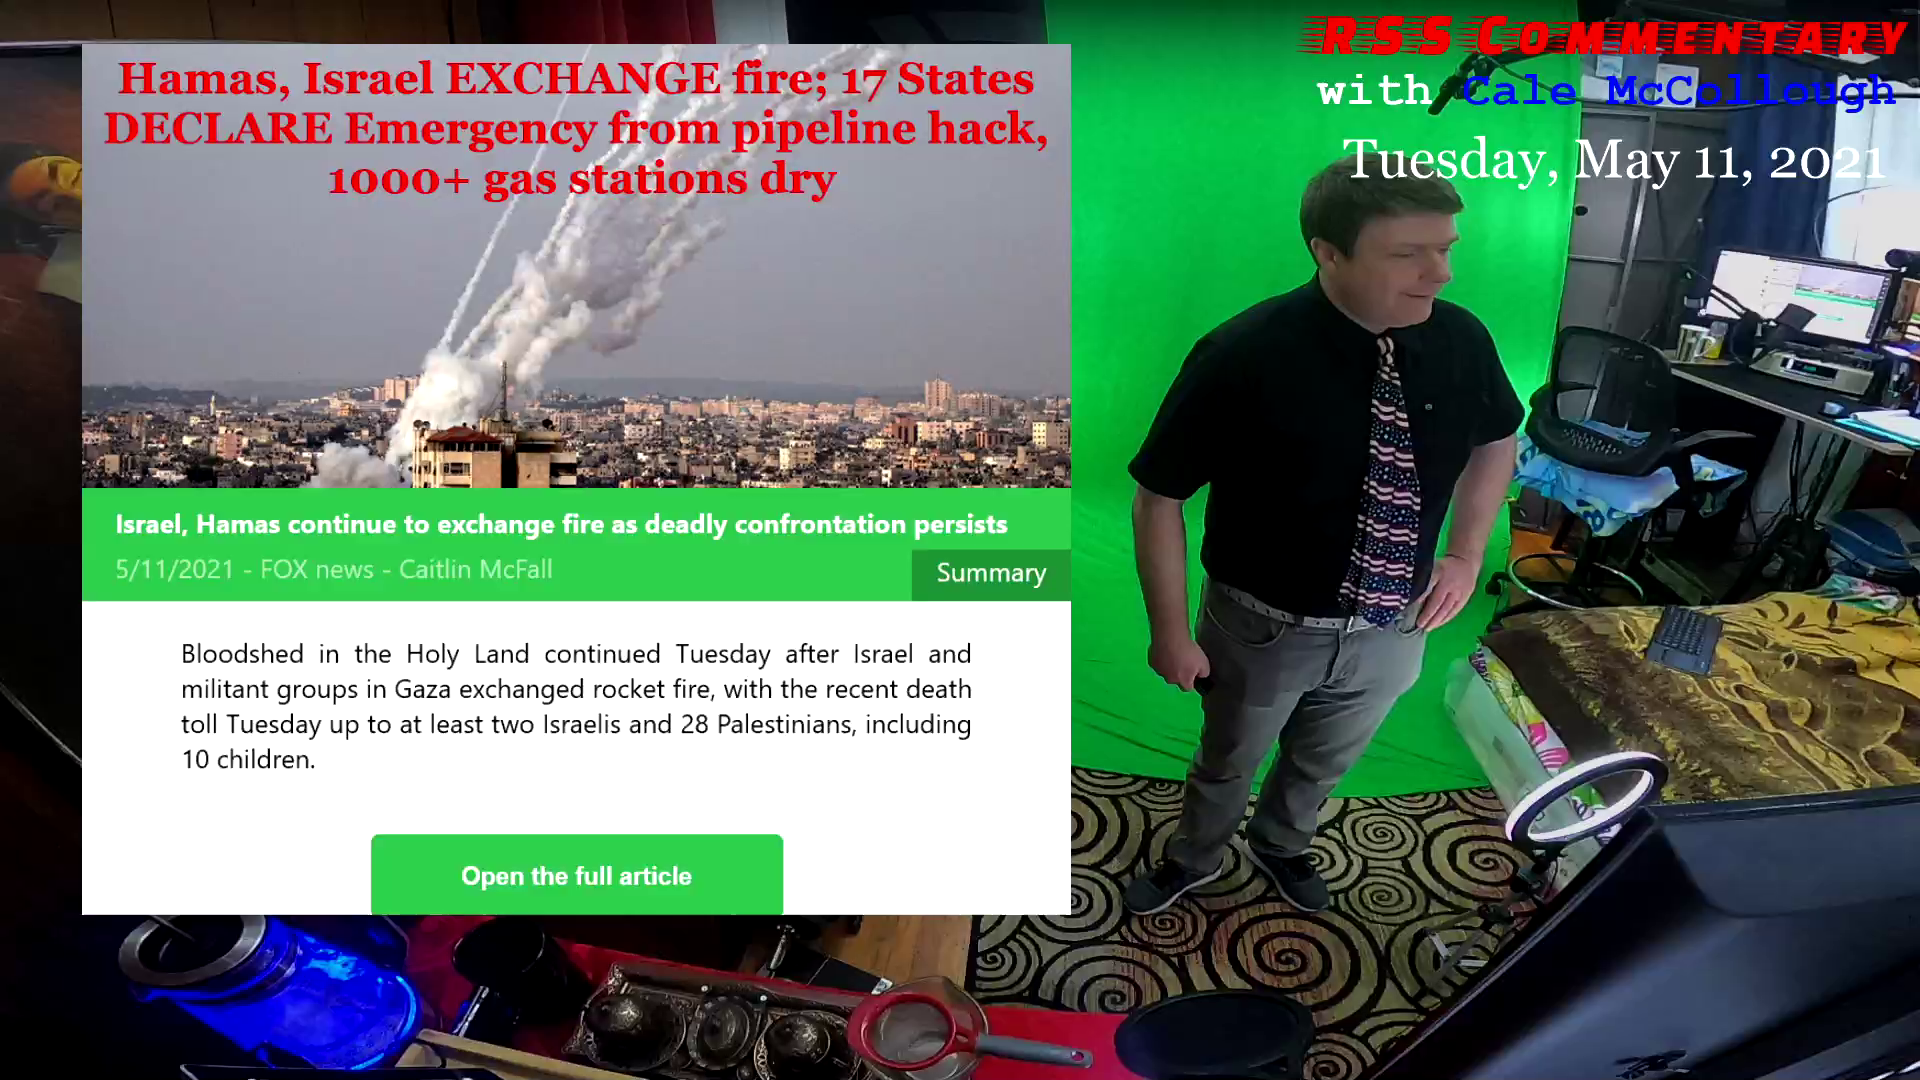 Hamas, Israel EXCHANGE fire; 17 States
DECLARE Emergency from pipeline hack,
1000+ gas stations dry
Israel, Hamas continue to exchange fire as deadly confrontation persists
5/11/2021 - FOX news - Caitlin McFall
Summary
Bloodshed in the Holy Land continued Tuesday after Israel and
militant groups in Gaza exchanged rocket fire, with the recent death
toll Tuesday up to at least two Israelis and 28 Palestinians, including
10 children.
Open the full article
RSS Commentary
with Cale McCollough
Tuesday, May 11, 2021